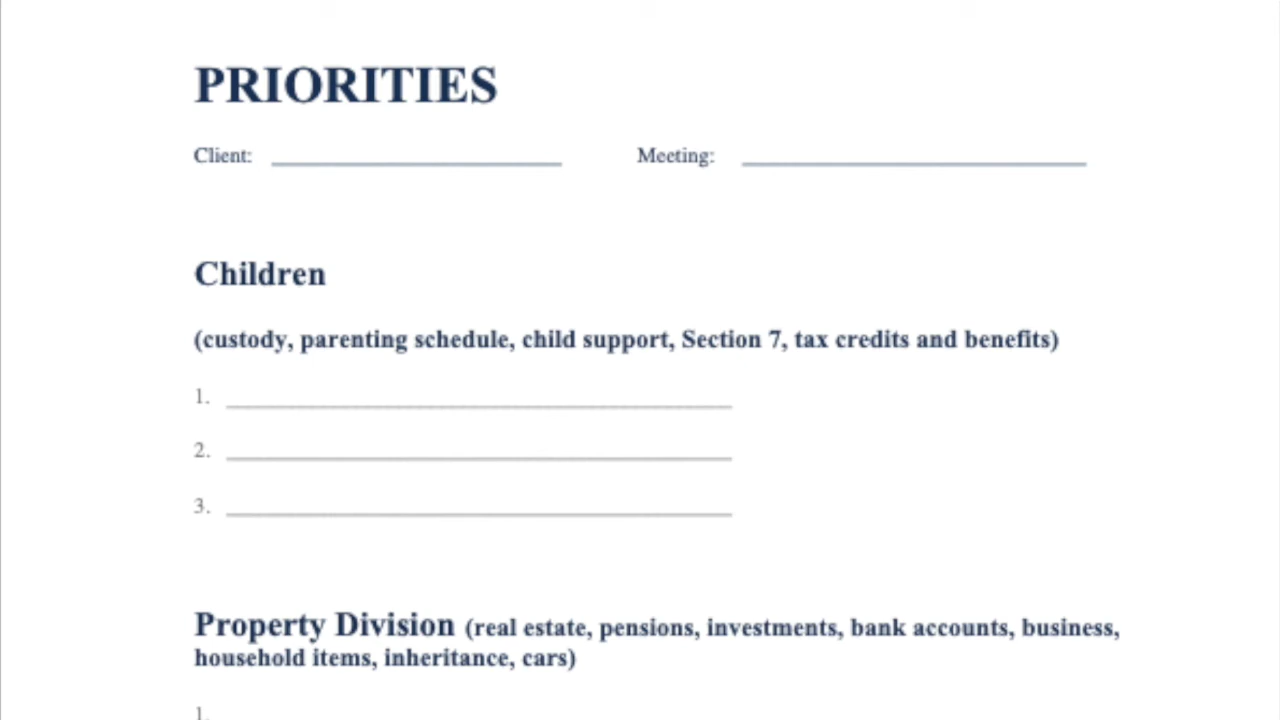 PRIORITIES
Client: Meeting:
Children
(custody, parenting schedule, child support, Section 7, tax credits and benefits)
1.
2.
3.
Property Division (real estate, pensions, investments, bank accounts, business,
household items, inheritance, cars)
1.